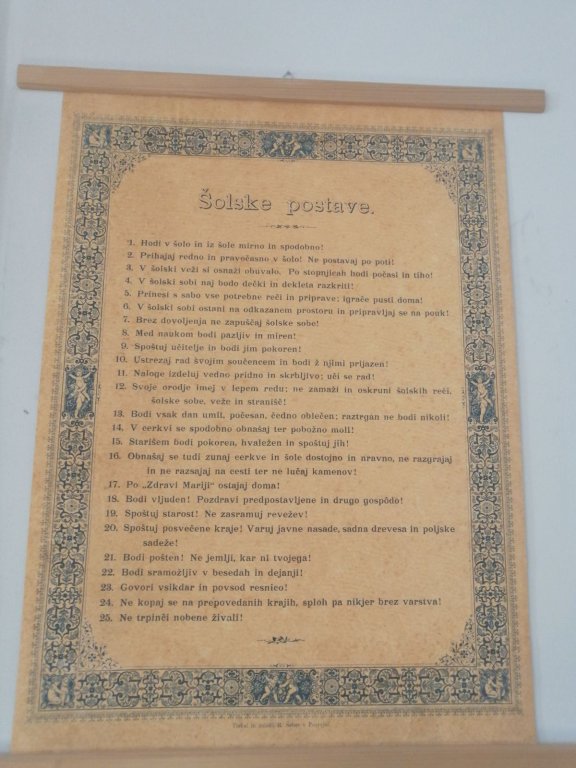 Šolske postave.
1. Hodi v šolo in iz šole mirno in spodobno!
2. Prihajaj redno in pravočasno v šolo! Ne postavaj po poti!
3. V šolski veži si osnaži obuvalo. Po stopnjicah hodi počasi in tiho!
4. V šolski sobi naj bodo dečki in dekleta razkriti!
5. Prinesi s sabo vse potrebne reči in priprave; igrače pusti doma!
6. V šolski sobi ostani na odkazanem prostoru in pripravljaj se na pouk!
7. Brez dovoljenja ne zapuščaj šolske sobe!
8. Med naukom bodi pazljiv in miren!
9. Spoštuj učitelje in bodi jim pokoren!
10. Ustrezaj rad svojim součencem in bodi ž njimi prijazen!
11. Naloge izdeluj vedno pridno in skrbljivo; uči se rad!
12. Svoje orodje imej v lepem redu; ne zamaži in oskruni šolskih reči,
šolske sobe, veže in stranišč!
13. Bodi vsak dan umit, počesan, čedno oblečen; raztrgan ne bodi nikoli!
14. V cerkvi se spodobno obnašaj ter pobožno moli!
15. Starišem bodi pokoren, hvaležen in spoštuj jih!
16. Obnašaj se tudi zunaj cerkve in šole dostojno in nravno, ne razgrajaj
in ne razsajaj na cesti ter ne lučaj kamenov!
17. Po „Zdravi Mariji" ostajaj doma!
18. Bodi vljuden! Pozdravi predpostavljene in drugo gospôdo!
19. Spoštuj starost! Ne zasramuj revežev!
20. Spoštuj posvečene kraje! Varuj javne nasade, sadna drevesa in poljske
sadeže!
21. Bodi pošten! Ne jemlji, kar ni tvojega!
22. Bodi sramožljiv v besedah in dejanji!
23. Govori vsikdar in povsod resnico!
24. Ne kopaj se na prepovedanih krajih, sploh pa nikjer brez varstva!
25. Ne trpinči nobene živali!